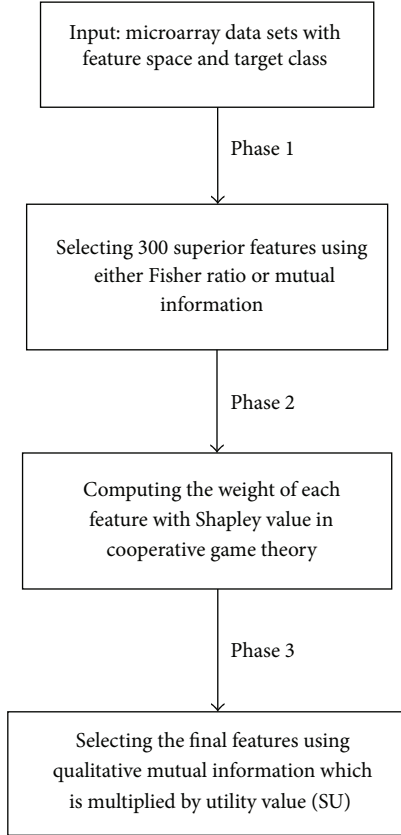 Input: microarray data sets with
feature space and target class
Phase 1
Selecting 300 superior features using
either Fisher ratio or mutual
information
Phase 2
Computing the weight of each
feature with Shapley value in
cooperative game theory
Phase 3
Selecting the final features using
qualitative mutual information which
is multiplied by utility value (SU)